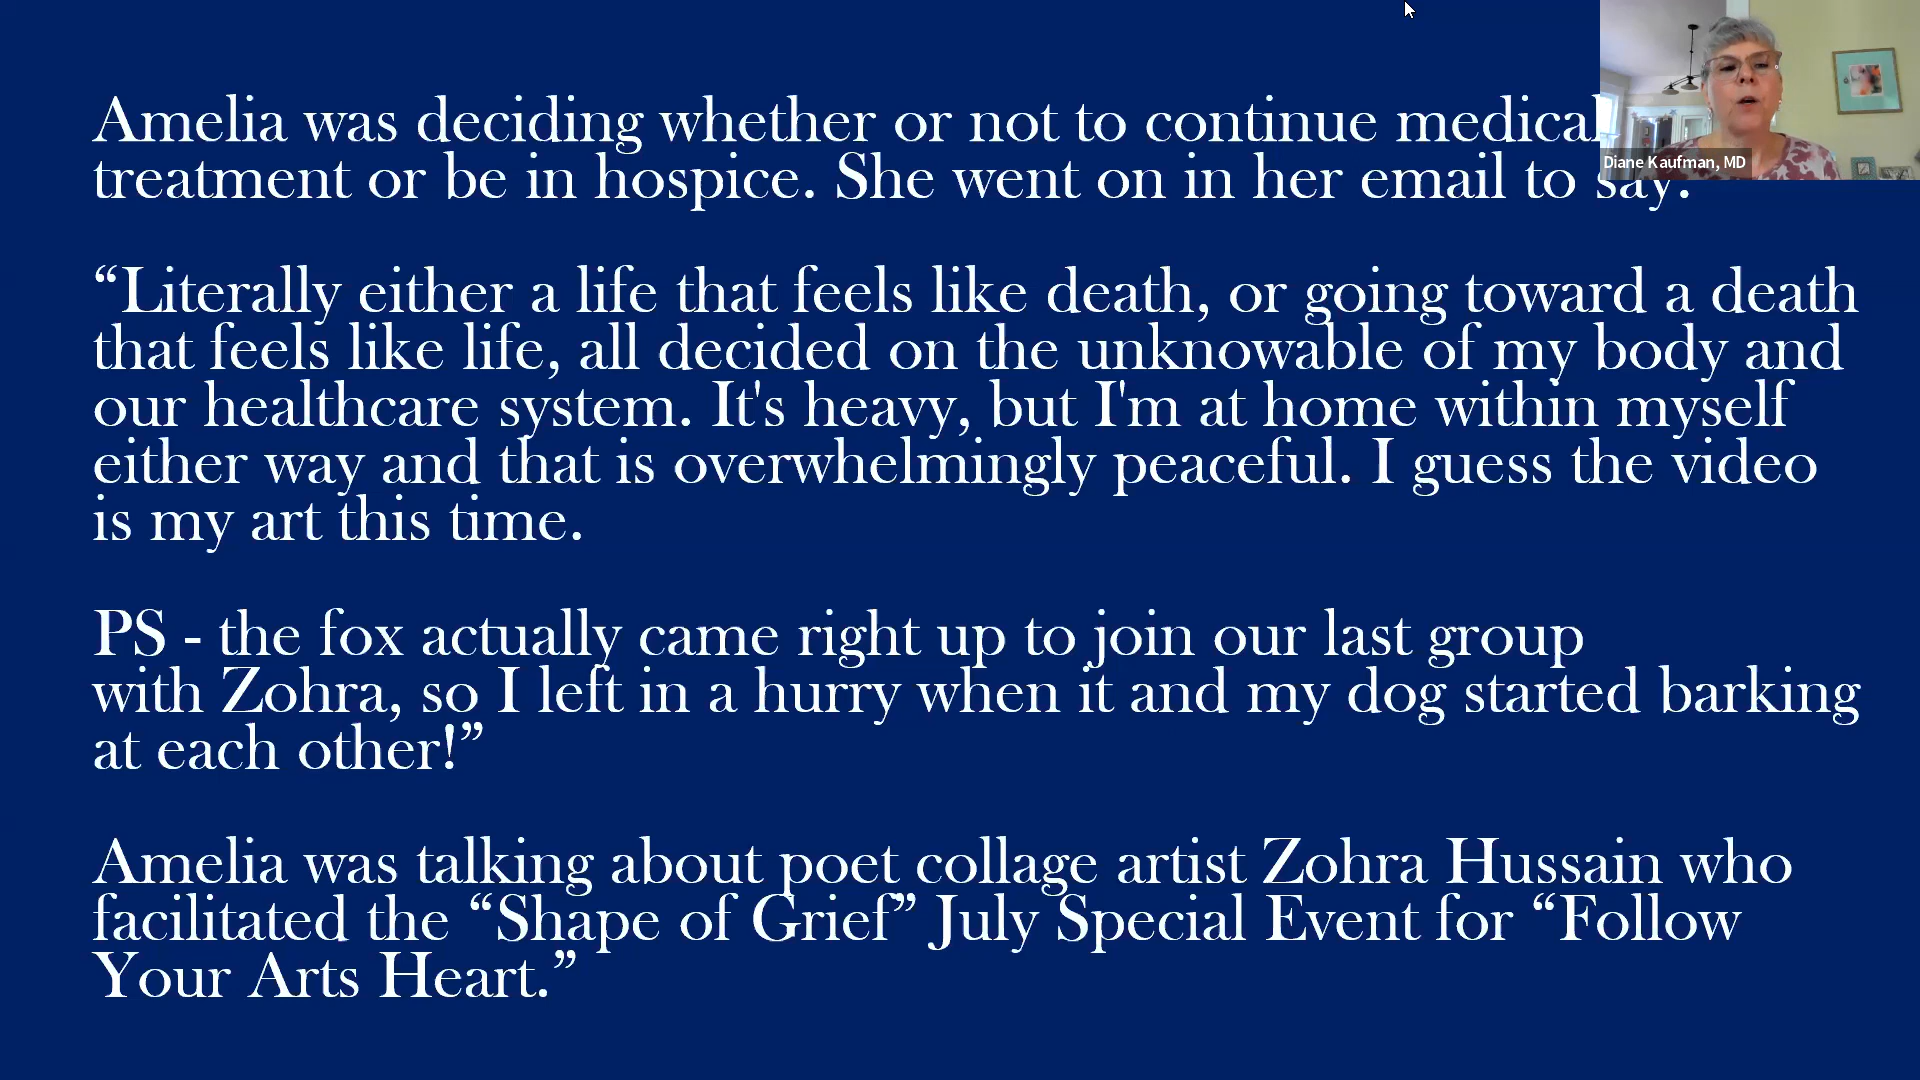 Amelia was deciding whether or not to continue medical
treatment or be in hospice. She went on in her email to say:
“Literally either a life that feels like death, or going toward a death
that feels like life, all decided on the unknowable of my body and
our healthcare system. It's heavy, but I'm at home within myself
either way and that is overwhelmingly peaceful. I guess the video
is my art this time.
PS - the fox actually came right up to join our last group
with Zohra, so I left in a hurry when it and my dog started barking
at each other!”
Amelia was talking about poet collage artist Zohra Hussain who
facilitated the “Shape of Grief” July Special Event for “Follow
Your Arts Heart.”
Diane Kaufman, MD